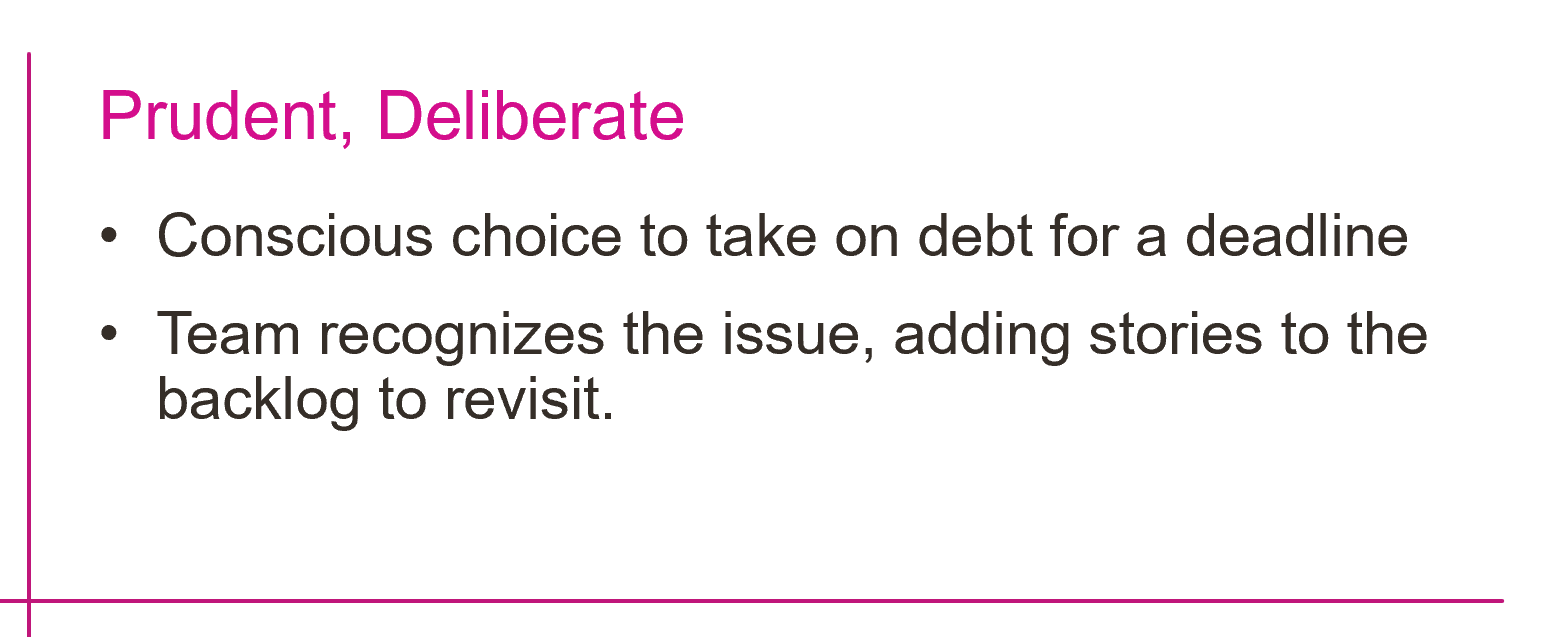 Prudent, Deliberate
• Conscious choice to take on debt for a deadline
• Team recognizes the issue, adding stories to the
backlog to revisit.